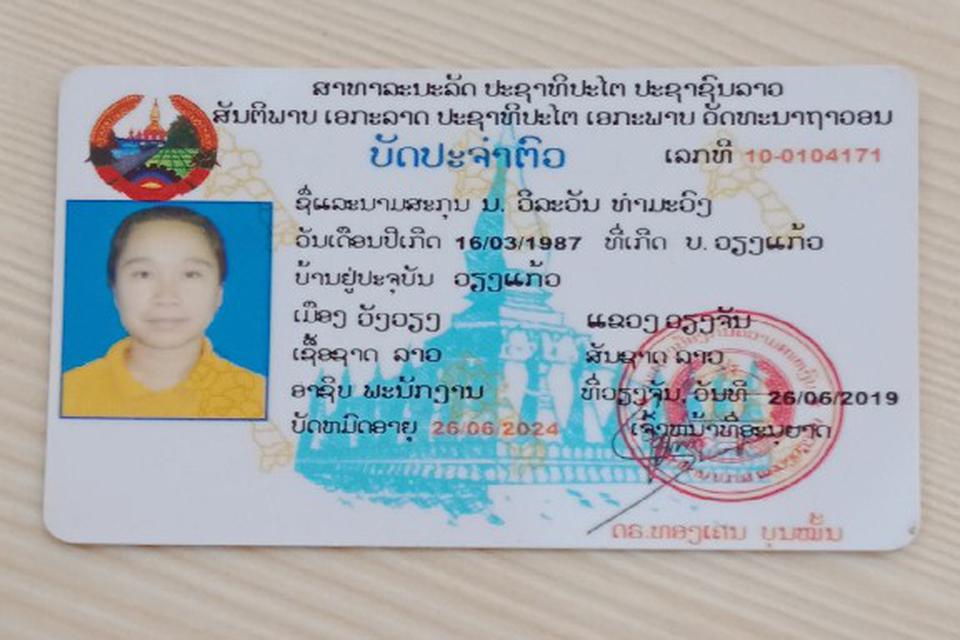 ສາທາລະນະລັດ ປະຊາທິປະໄຕ ປະຊາຊົນລາວ
ສັນຕິພາບ ເອກະລາດ ປະຊາທິປະໄຕ ເອກະພາບ ວັດທະນາຖາວອນ
ບັດປະຈຳຕົວ ເລກທີ 10-0104171
ຊື່ແລະນາມສະກຸນ ນ. ວິລະວັນ ທຳມະວົງ
ວັນເດືອນປີເກີດ 16/03/1987 ທີ່ເກີດ ບ. ວຽງແກ້ວ
ບ້ານຢູ່ປະຈຸບັນ ວຽງແກ້ວ
ເມືອງ ວັງວຽງ ແຂວງ ວຽງຈັນ
ເຊື້ອຊາດ ລາວ ສັນຊາດ ລາວ
ອາຊີບ ພະນັກງານ ທີ່ວຽງຈັນ, ວັນທີ 26/06/2019
ບັດຫມົດອາຍຸ 26/06/2024 ເຈົ້າຫນ້າທີ່ອະນຸຍາດ
ດຣ.ທອງເດນ ບຸນໝັ້ນ